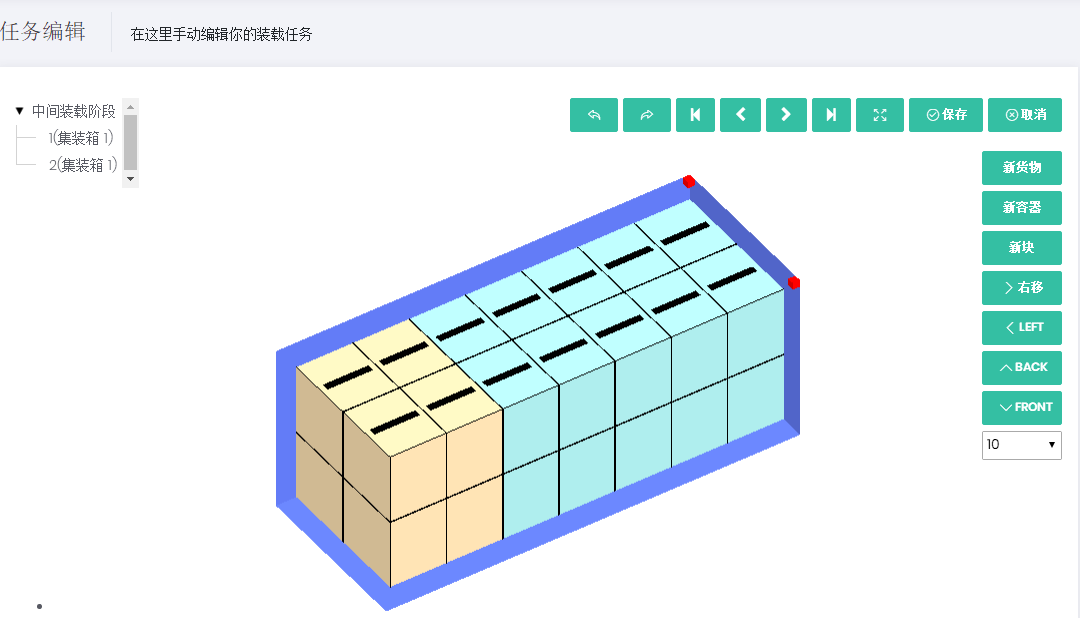 任务编辑
在这里手动编辑你的装载任务
中间装载阶段
1(集装箱 1)
2(集装箱 1)
保存
取消
新货物
新容器
新块
右移
LEFT
BACK
FRONT
10